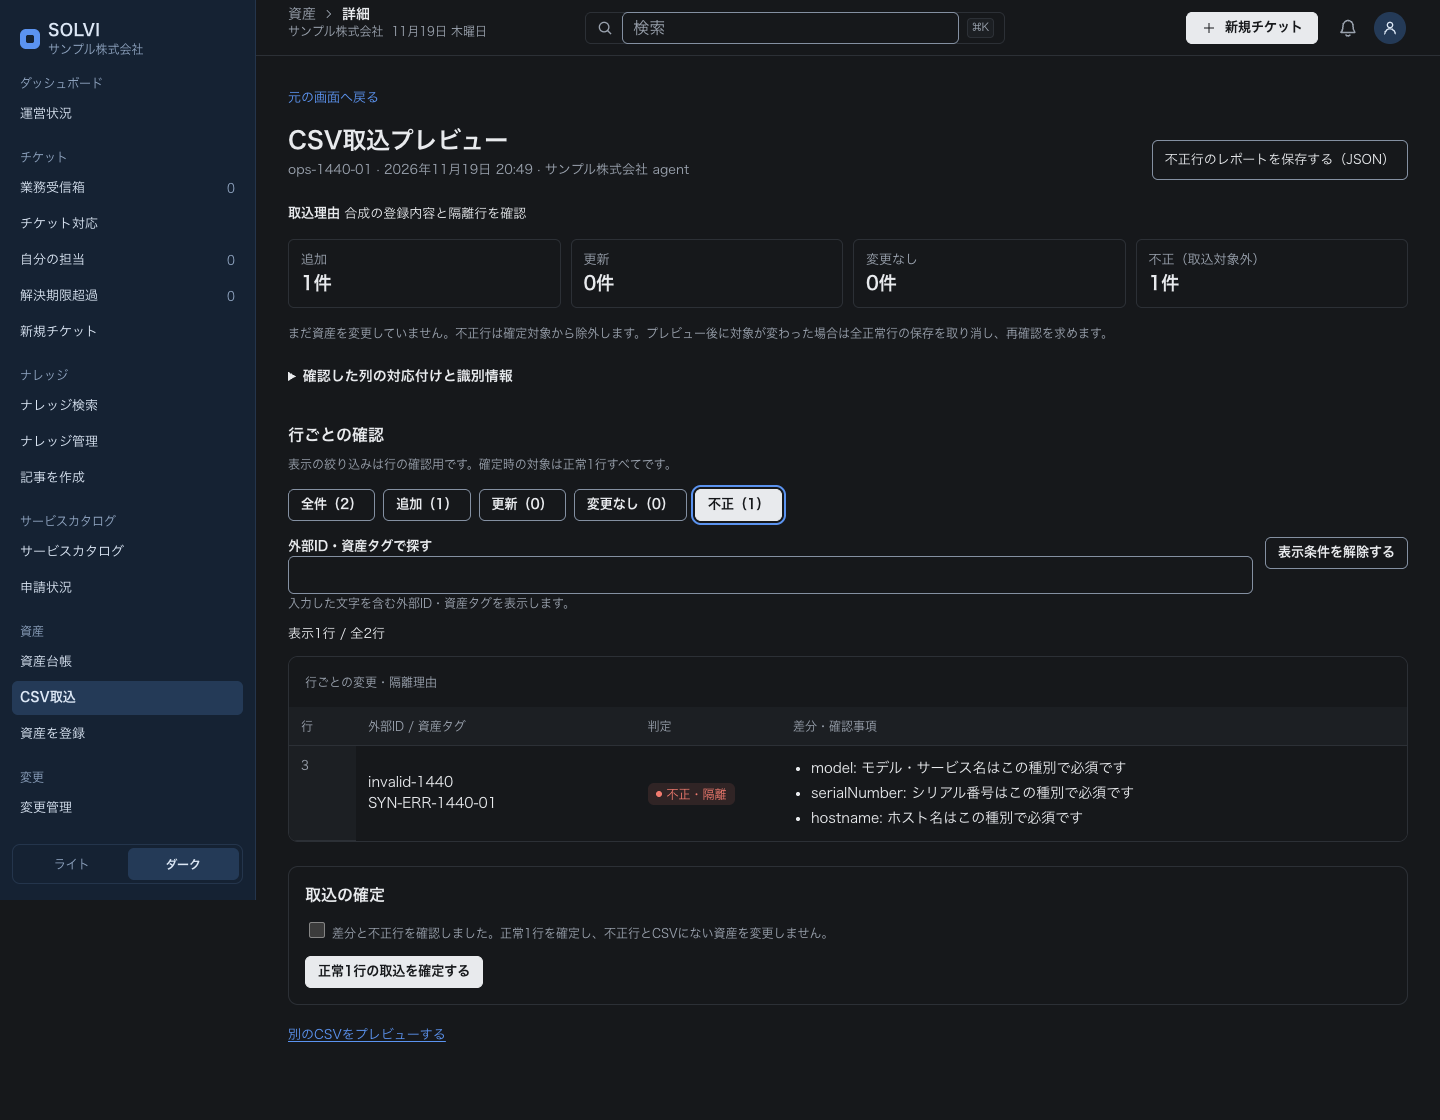 SOLVI
サンプル株式会社
ダッシュボード
運営状況
チケット
業務受信箱 0
チケット対応
自分の担当 0
解決期限超過 0
新規チケット
ナレッジ
ナレッジ検索
ナレッジ管理
記事を作成
サービスカタログ
サービスカタログ
申請状況
資産
資産台帳
CSV取込
資産を登録
変更
変更管理
ライト ダーク
資産 > 詳細
サンプル株式会社 11月19日 木曜日
検索 ⌘K
+ 新規チケット
元の画面へ戻る
CSV取込プレビュー
ops-1440-01 · 2026年11月19日 20:49 · サンプル株式会社 agent
不正行のレポートを保存する（JSON）
取込理由 合成の登録内容と隔離行を確認
追加
1件
更新
0件
変更なし
0件
不正（取込対象外）
1件
まだ資産を変更していません。不正行は確定対象から除外します。プレビュー後に対象が変わった場合は全正常行の保存を取り消し、再確認を求めます。
▶ 確認した列の対応付けと識別情報
行ごとの確認
表示の絞り込みは行の確認用です。確定時の対象は正常1行すべてです。
全件（2） 追加（1） 更新（0） 変更なし（0） 不正（1）
外部ID・資産タグで探す
表示条件を解除する
入力した文字を含む外部ID・資産タグを表示します。
表示1行 / 全2行
行ごとの変更・隔離理由
行 外部ID / 資産タグ 判定 差分・確認事項
3
invalid-1440
SYN-ERR-1440-01
不正・隔離
• model: モデル・サービス名はこの種別で必須です
• serialNumber: シリアル番号はこの種別で必須です
• hostname: ホスト名はこの種別で必須です
取込の確定
差分と不正行を確認しました。正常1行を確定し、不正行とCSVにない資産を変更しません。
正常1行の取込を確定する
別のCSVをプレビューする